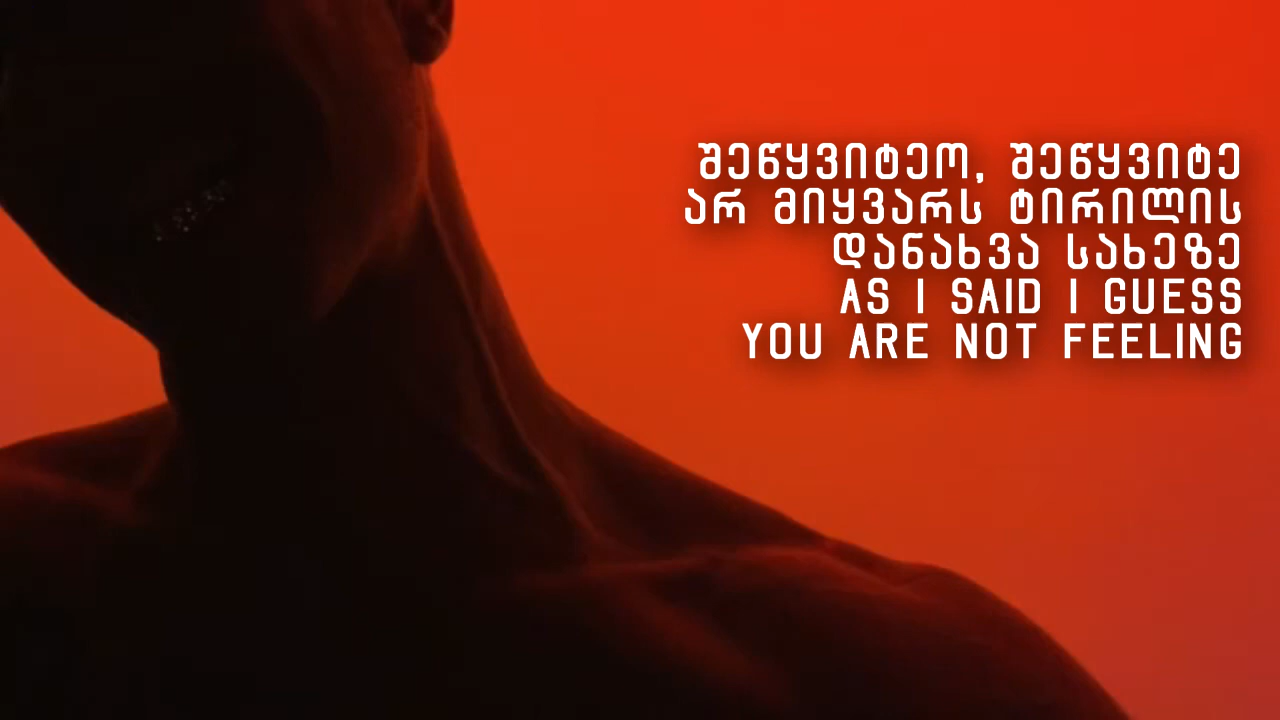 შეწყვიტეო, შეწყვიტე
არ მიყვარს ტირილის
დანახვა სახეზე
AS I SAID I GUESS
YOU ARE NOT FEELING